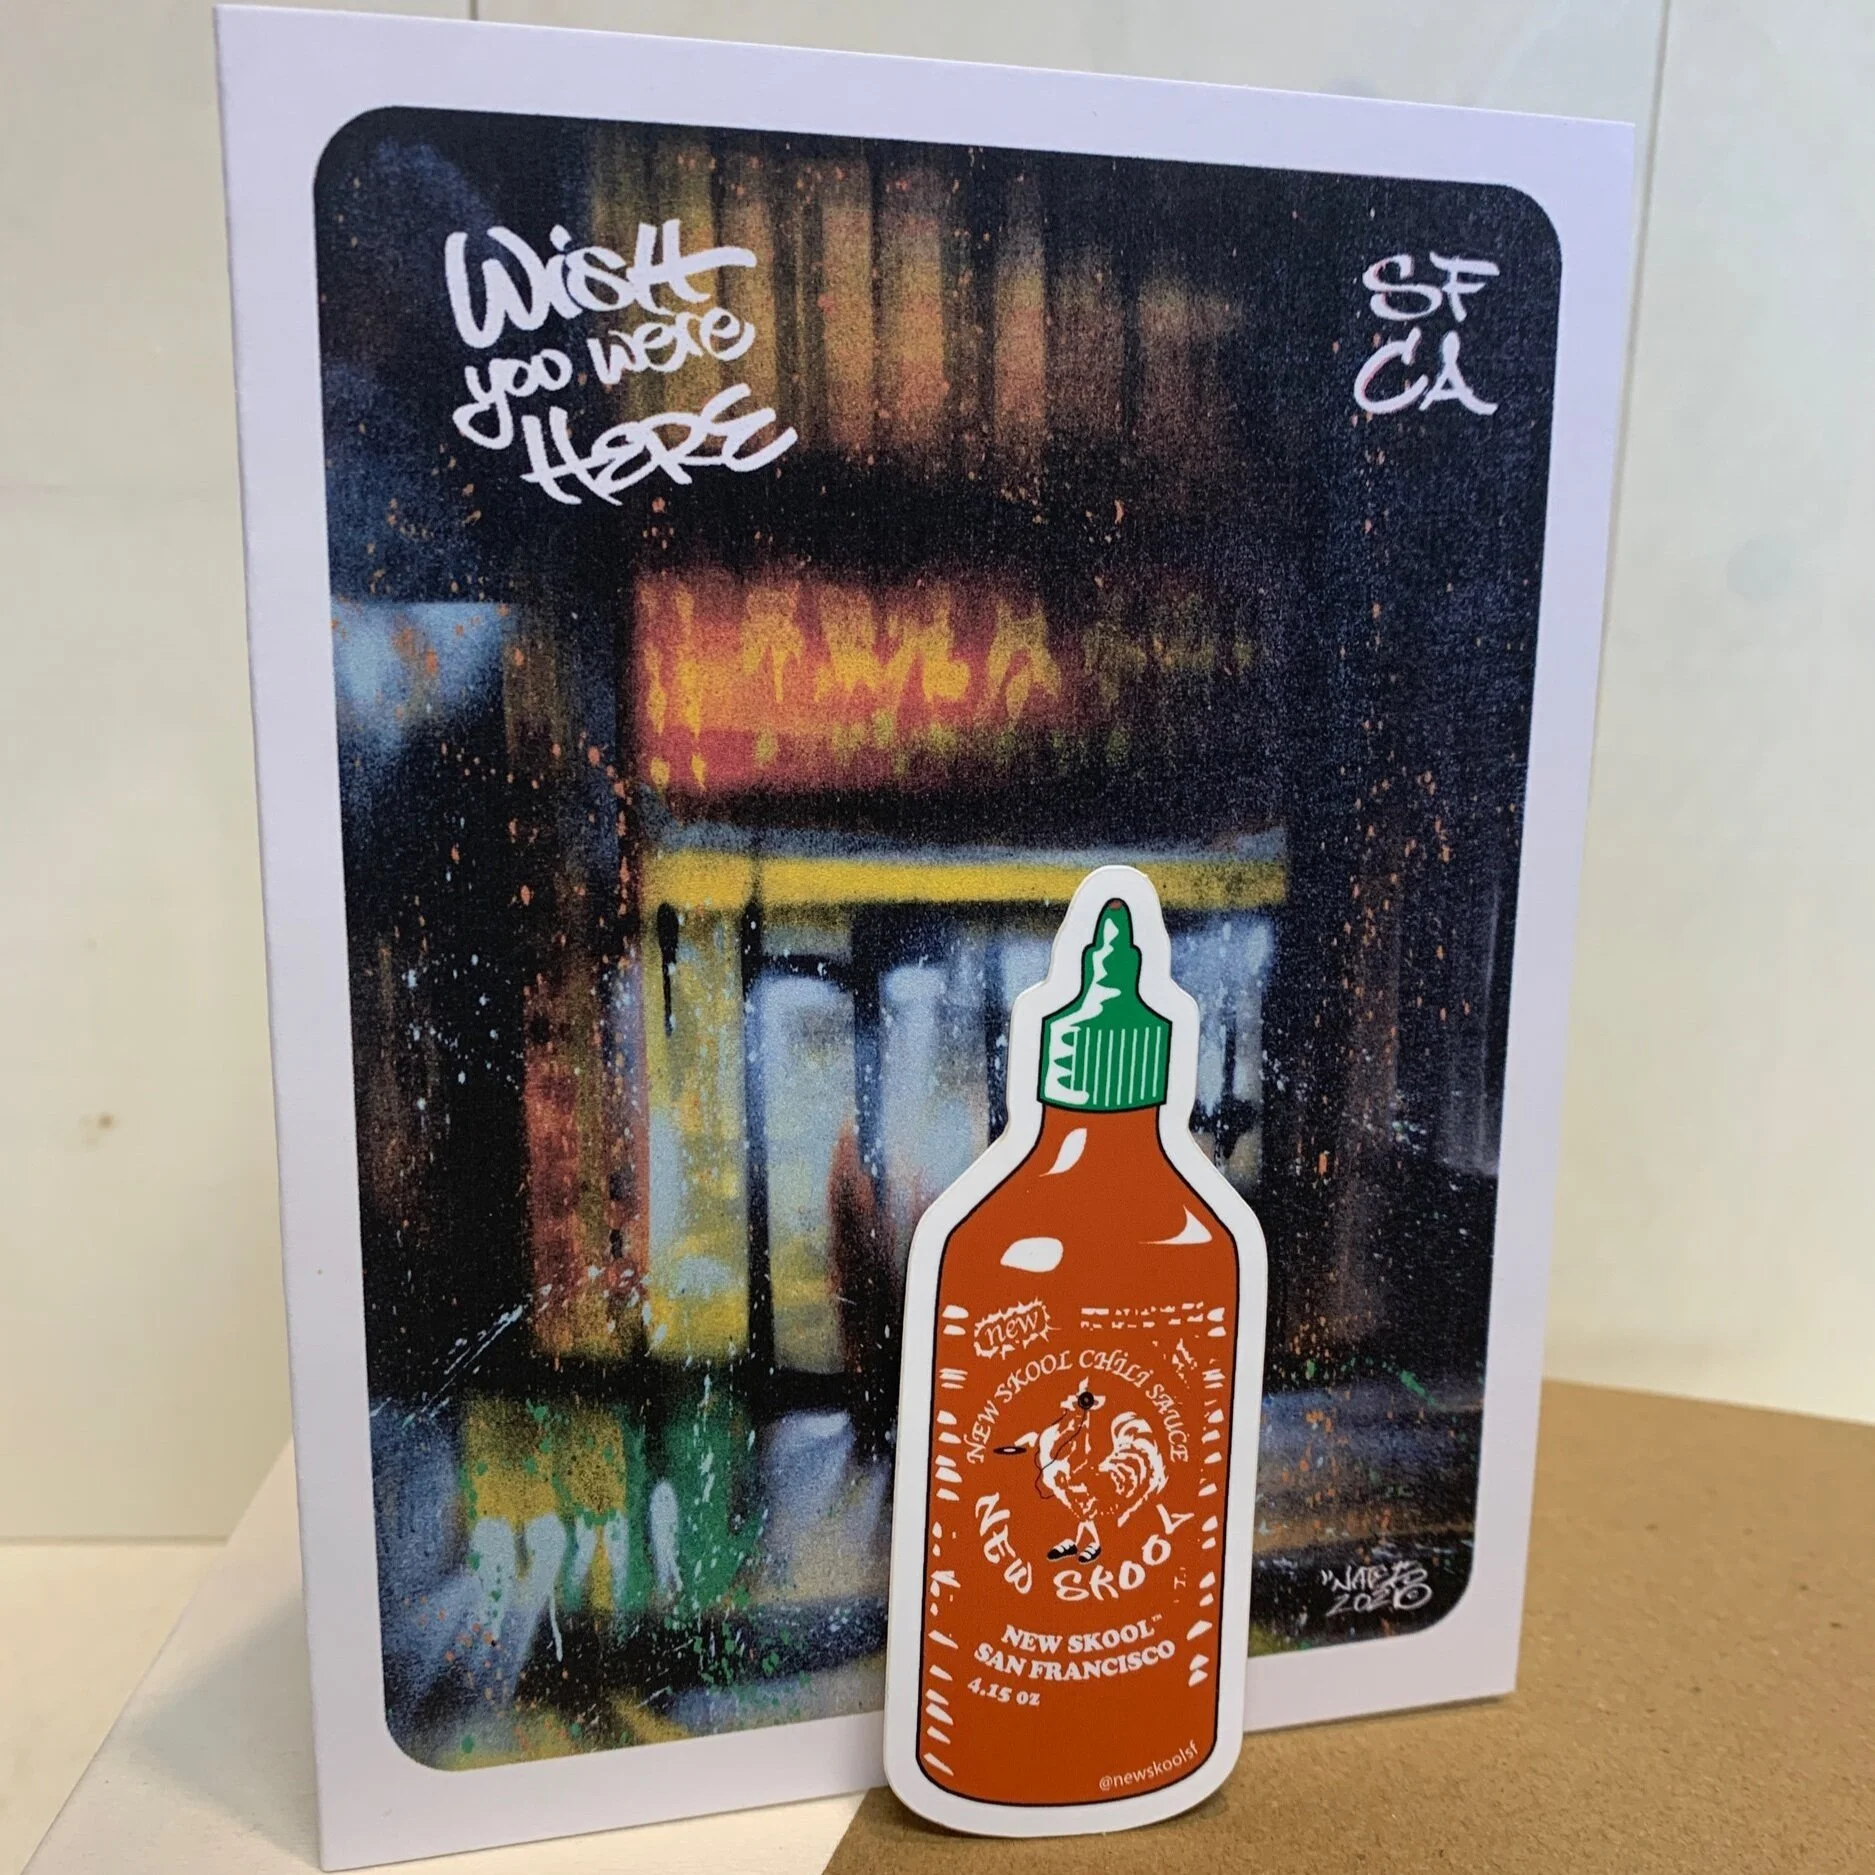 Wish
you were
HERE
SF
CA
new
NEW SKOOL CHILI SAUCE
NEW SKOOL
NEW SKOOL™
SAN FRANCISCO
4.15 oz
@newskoolsf